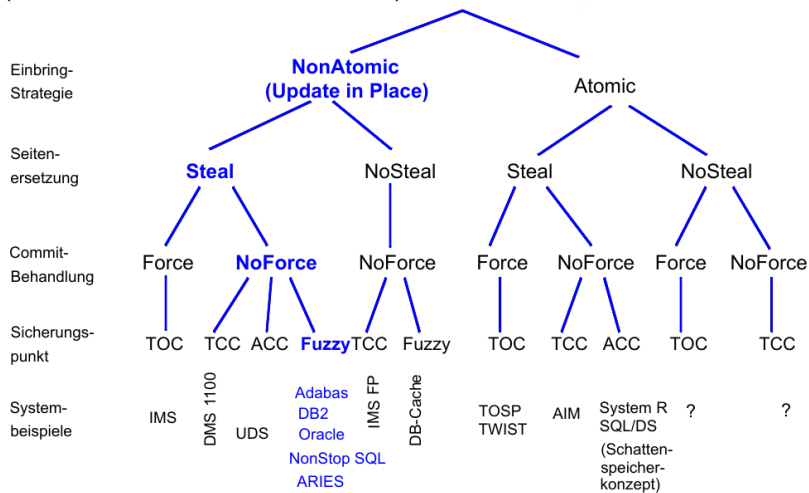 Einbring-
Strategie
NonAtomic
(Update in Place)
Atomic
Seiten-
ersetzung
Steal
NoSteal
Steal
NoSteal
Commit-
Behandlung
Force
NoForce
NoForce
Force
NoForce
Force
NoForce
Sicherungs-
punkt
TOC
TCC
ACC
Fuzzy
TCC
Fuzzy
TOC
TCC
ACC
TOC
TCC
System-
beispiele
IMS
DMS 1100
UDS
Adabas
DB2
Oracle
NonStop SQL
ARIES
IMS FP
DB-Cache
TOSP
TWIST
AIM
System R
SQL/DS
(Schatten-
speicher-
konzept)
?
?